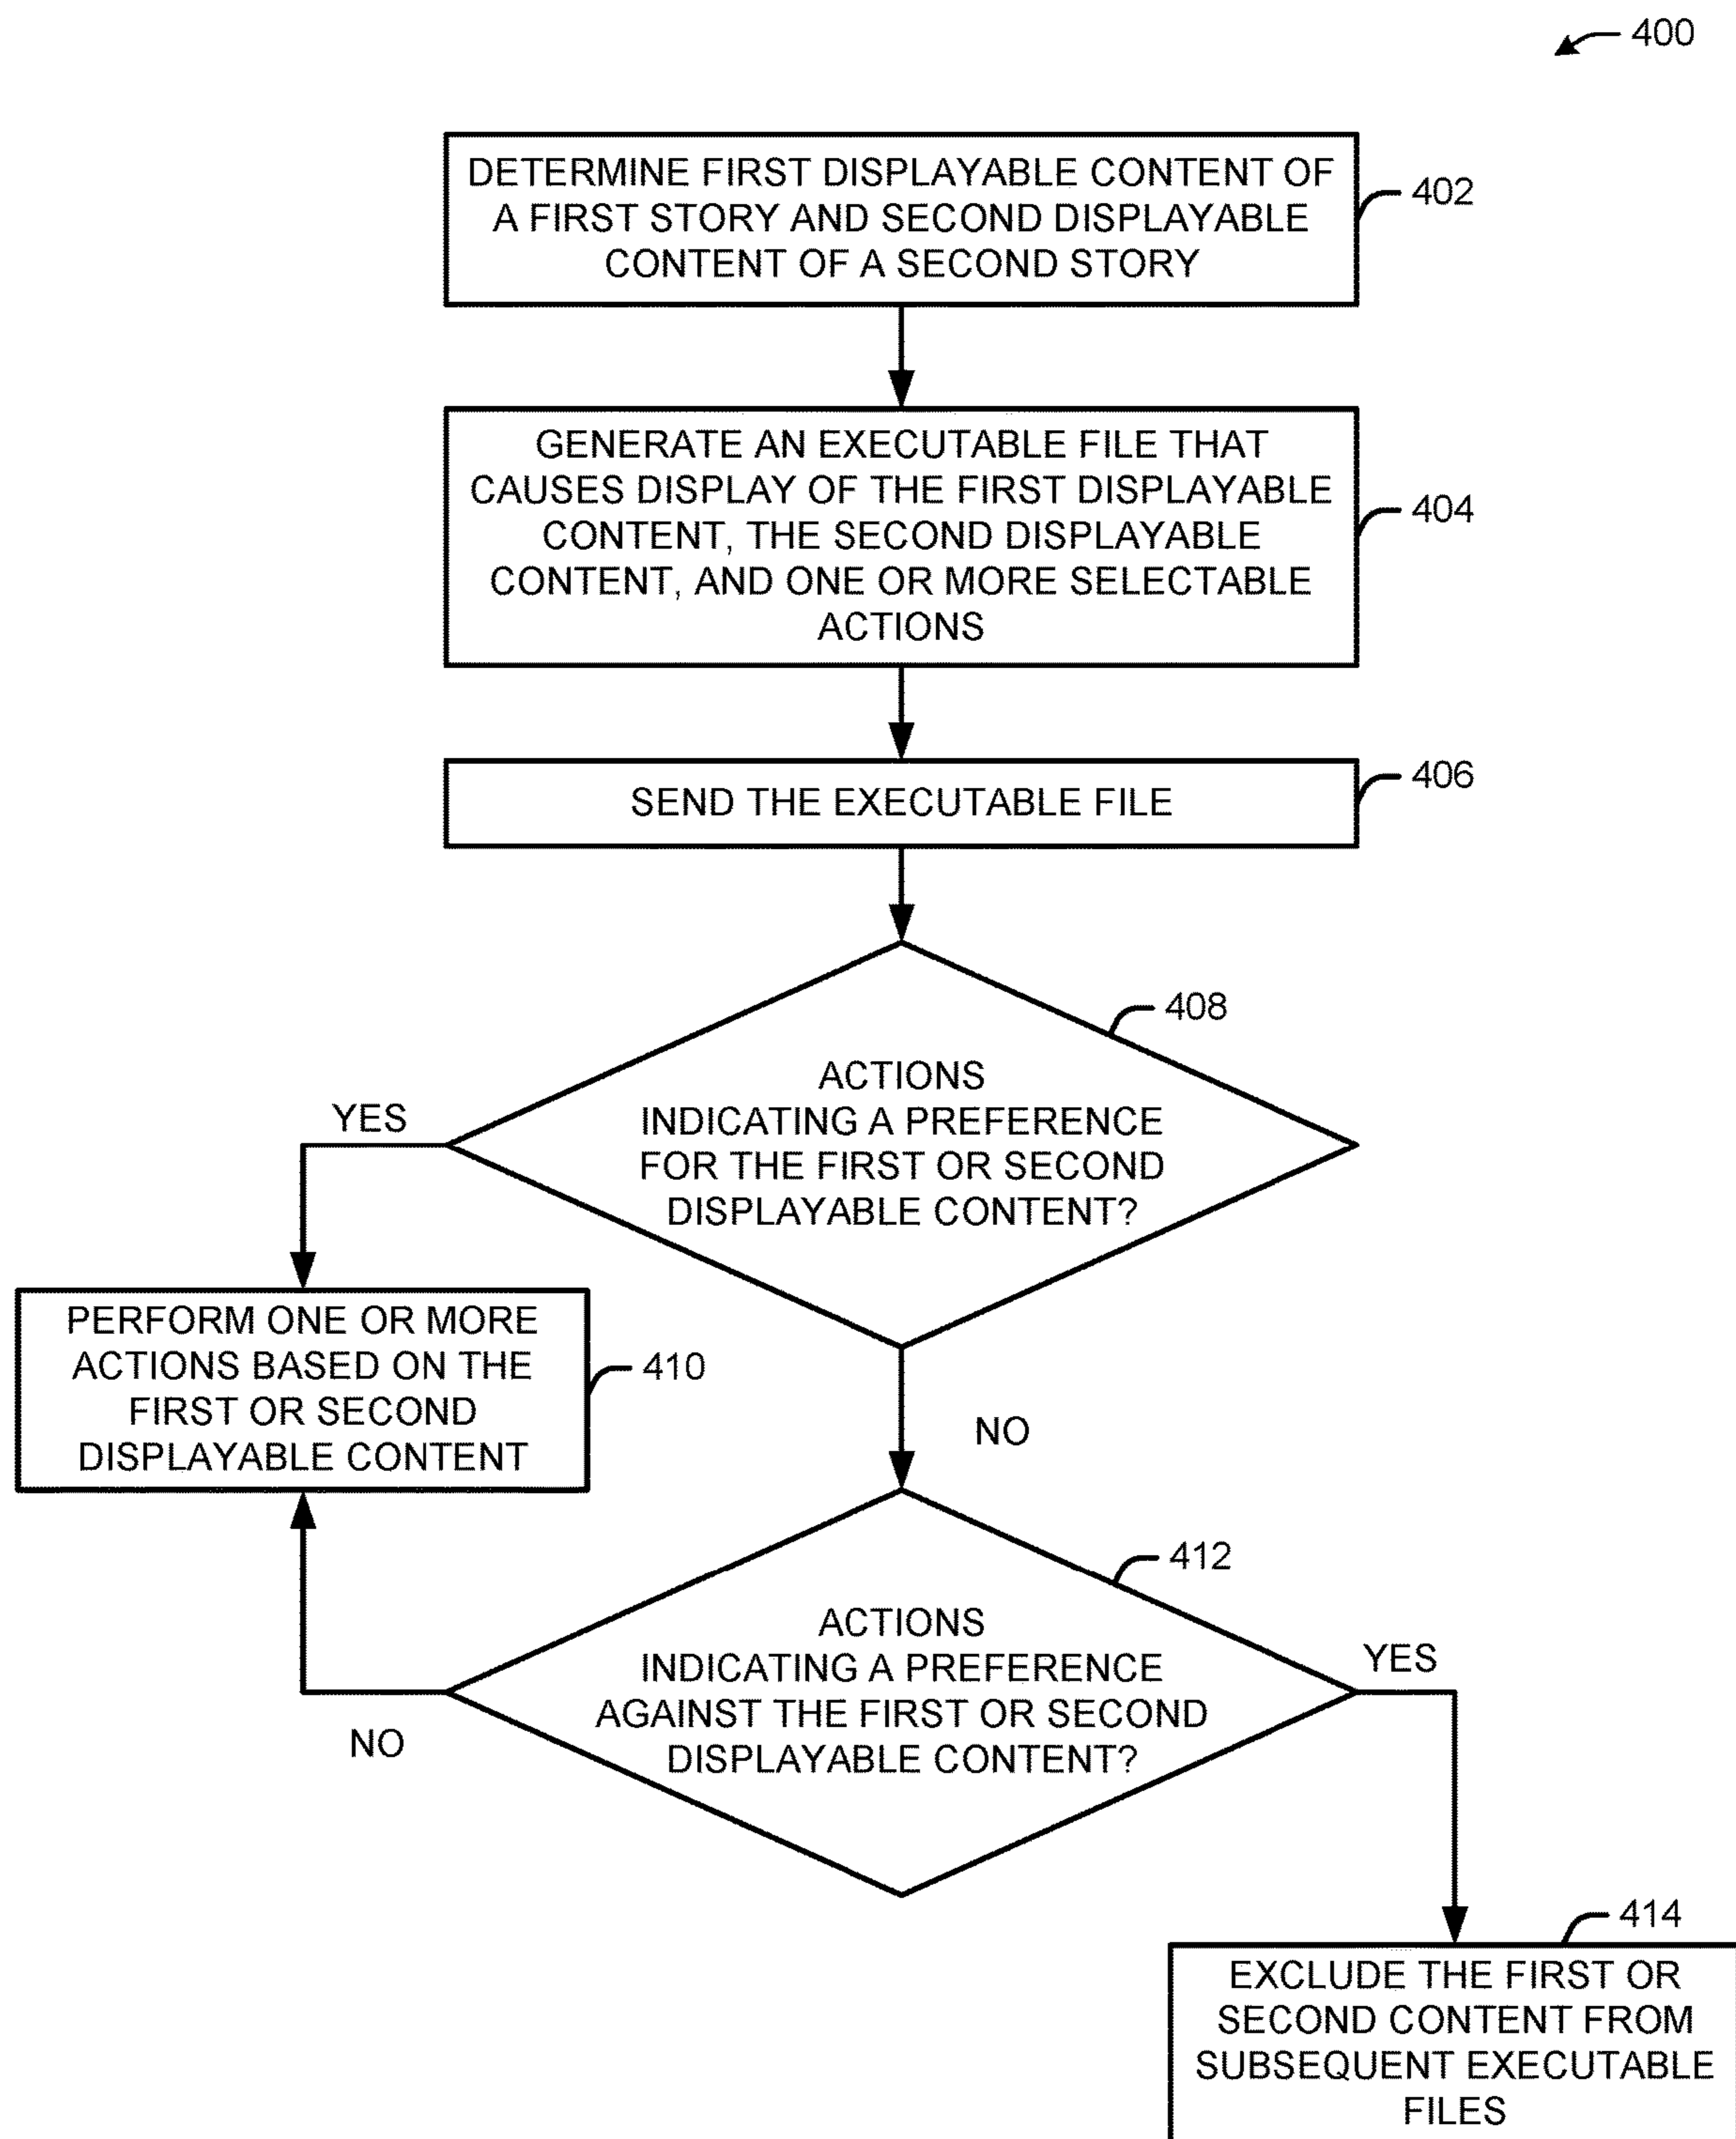 400
DETERMINE FIRST DISPLAYABLE CONTENT OF
A FIRST STORY AND SECOND DISPLAYABLE
CONTENT OF A SECOND STORY
402
GENERATE AN EXECUTABLE FILE THAT
CAUSES DISPLAY OF THE FIRST DISPLAYABLE
CONTENT, THE SECOND DISPLAYABLE
CONTENT, AND ONE OR MORE SELECTABLE
ACTIONS
404
SEND THE EXECUTABLE FILE
406
408
ACTIONS
INDICATING A PREFERENCE
FOR THE FIRST OR SECOND
DISPLAYABLE CONTENT?
YES
PERFORM ONE OR MORE
ACTIONS BASED ON THE
FIRST OR SECOND
DISPLAYABLE CONTENT
410
NO
412
ACTIONS
INDICATING A PREFERENCE
AGAINST THE FIRST OR SECOND
DISPLAYABLE CONTENT?
YES
NO
414
EXCLUDE THE FIRST OR
SECOND CONTENT FROM
SUBSEQUENT EXECUTABLE
FILES